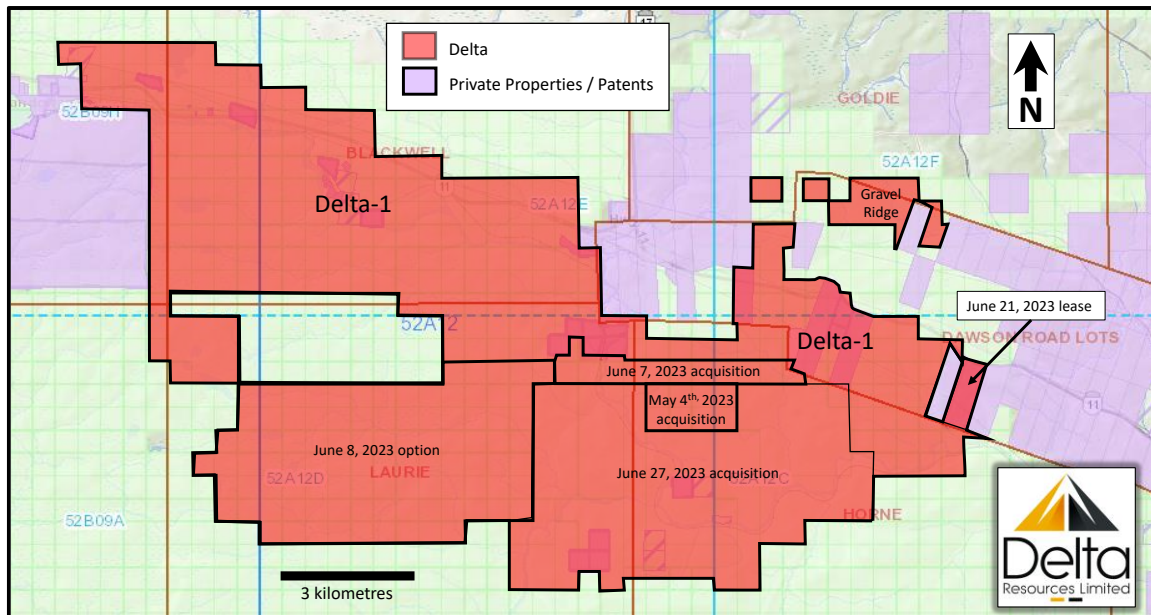 17
Delta
Private Properties / Patents
N
GOLDIE
52B09H
BLACKWELL
11
52A12F
Delta-1
52A12E
Gravel
Ridge
June 21, 2023 lease
52A12
Delta-1
DAWSON ROAD LOTS
June 7, 2023 acquisition
May 4th, 2023
acquisition
11
June 8, 2023 option
LAURIE
June 27, 2023 acquisition
52A12D
52A12C
52B09A
HORNE
3 kilometres
Delta
Resources Limited